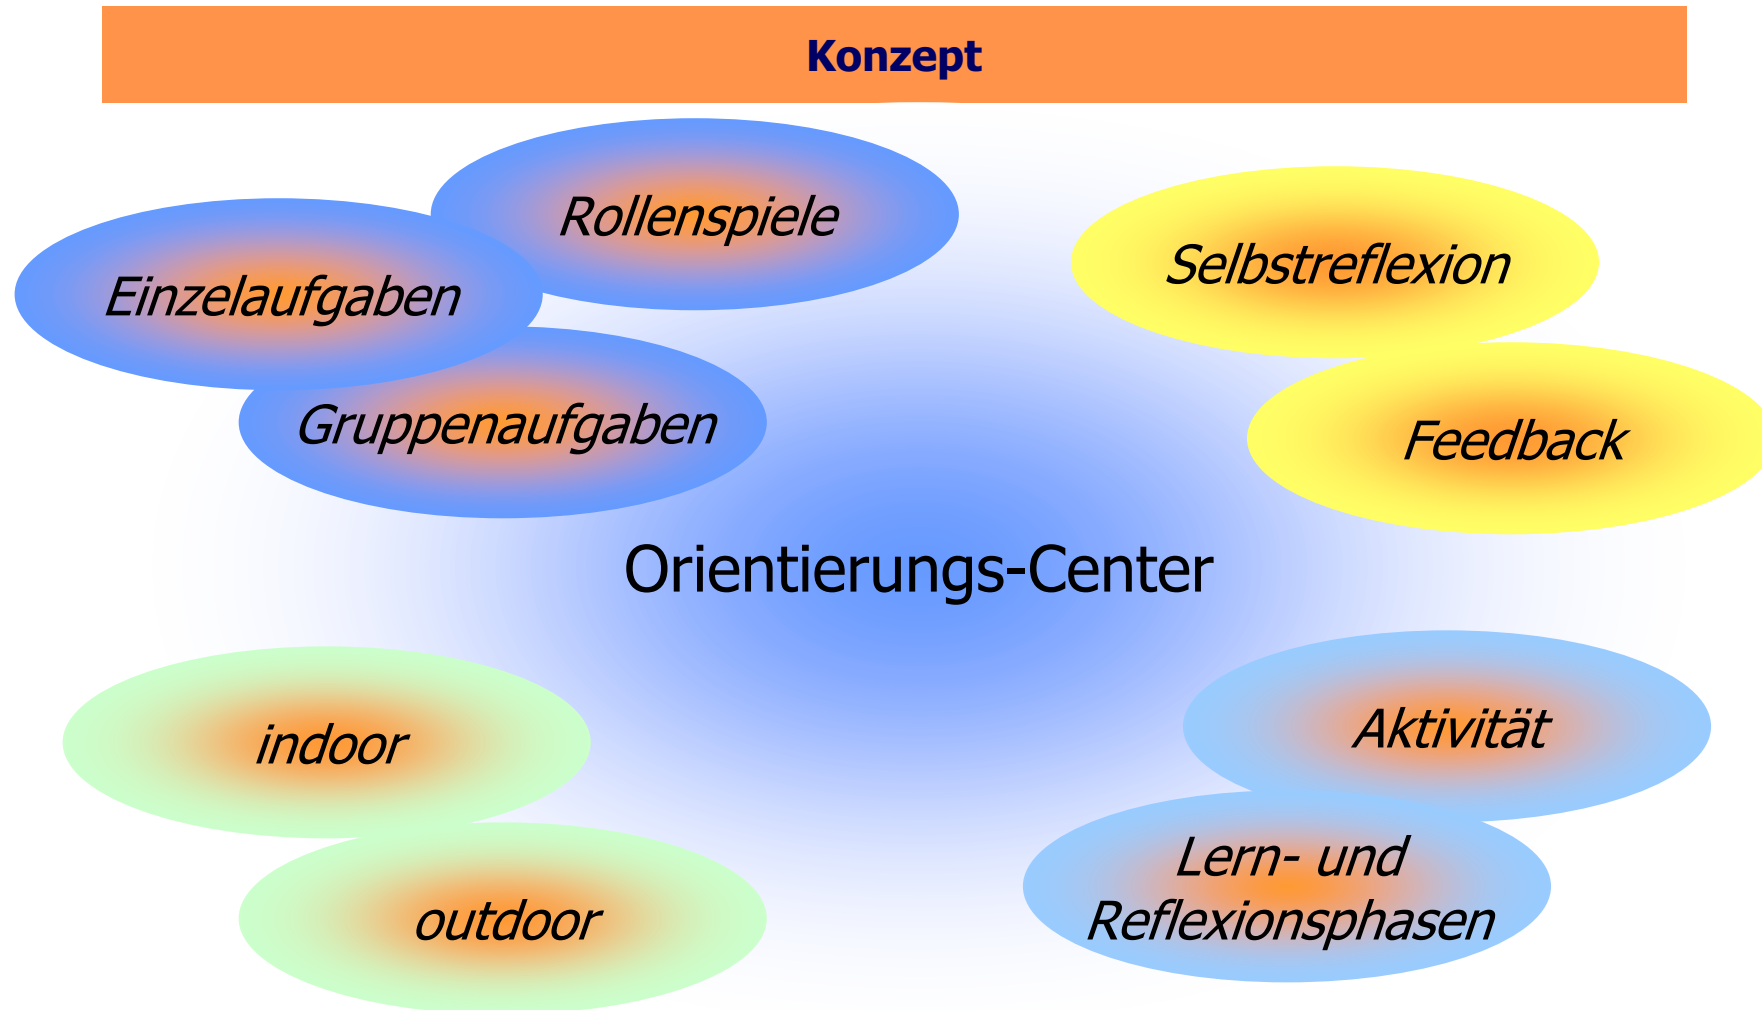 Konzept
Rollenspiele
Einzelaufgaben
Gruppenaufgaben
Selbstreflexion
Feedback
Orientierungs-Center
indoor
outdoor
Aktivität
Lern- und
Reflexionsphasen